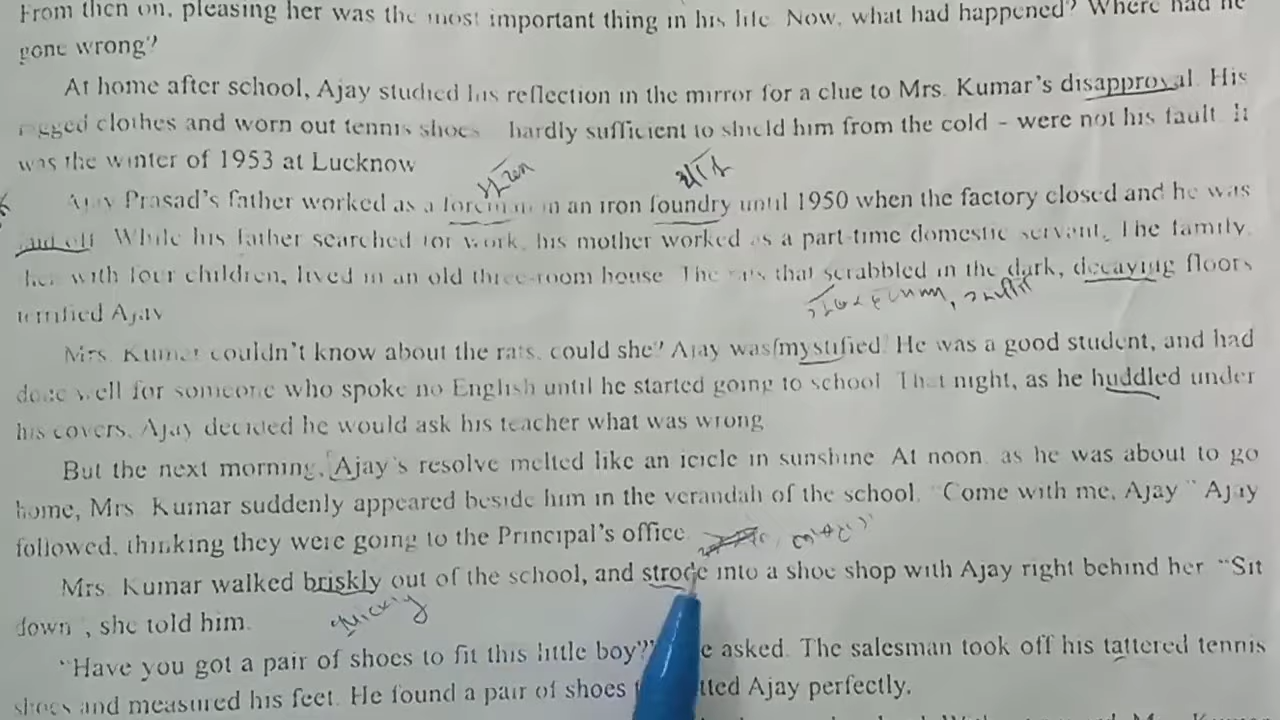 From then on, pleasing her was the most important thing in his life. Now, what had happened? Where had he
gone wrong?
At home after school, Ajay studied his reflection in the mirror for a clue to Mrs. Kumar's disapproval. His
ragged clothes and worn out tennis shoes hardly sufficient to shield him from the cold – were not his fault. It
was the winter of 1953 at Lucknow
Ajay Prasad's father worked as a foreman in an iron foundry until 1950 when the factory closed and he was
laid off. While his father searched for work, his mother worked as a part-time domestic servant. The family,
her with four children, lived in an old three-room house. The rats that scrabbled in the dark, decaying floors
terrified Ajay
Mrs. Kumar couldn't know about the rats, could she? Ajay was mystified. He was a good student, and had
done well for someone who spoke no English until he started going to school. That night, as he huddled under
his covers, Ajay decided he would ask his teacher what was wrong
But the next morning, Ajay's resolve melted like an icicle in sunshine. At noon, as he was about to go
home, Mrs. Kumar suddenly appeared beside him in the verandah of the school. "Come with me, Ajay" Ajay
followed, thinking they were going to the Principal's office.
Mrs. Kumar walked briskly out of the school, and strode into a shoe shop with Ajay right behind her. "Sit
down", she told him.
quickly
"Have you got a pair of shoes to fit this little boy?" asked. The salesman took off his tattered tennis
shoes and measured his feet. He found a pair of shoes Ajay perfectly.